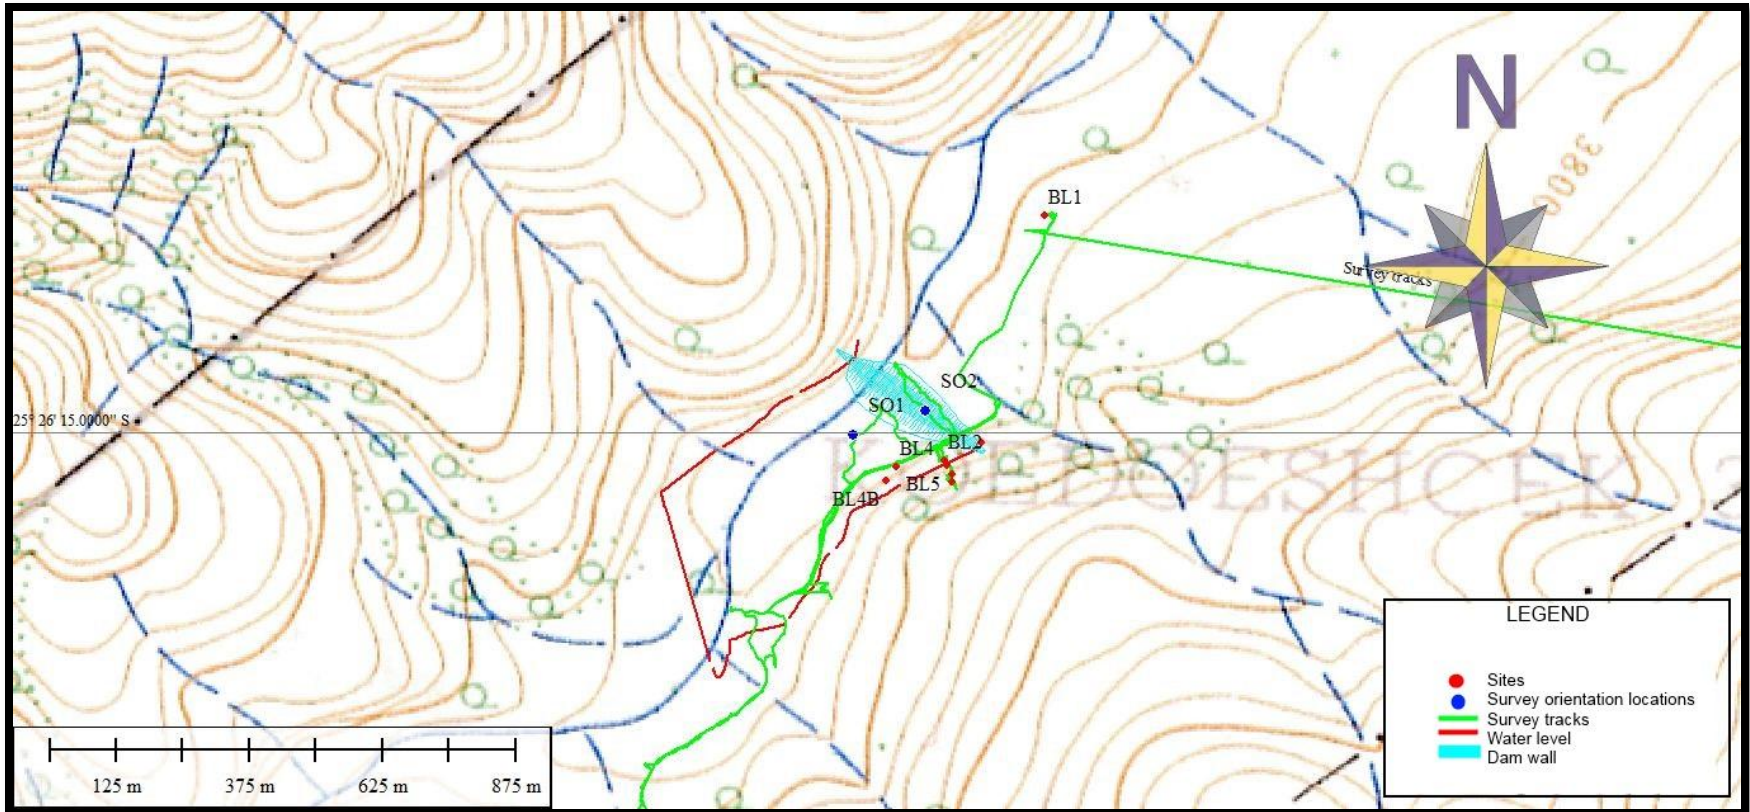 N
3800
BL1
Survey tracks
SO2
SO1
25° 26' 15.0000" S
BL4
BL2
BL5
BL4B
LEGEND
Sites
Survey orientation locations
Survey tracks
Water level
Dam wall
125 m
375 m
625 m
875 m